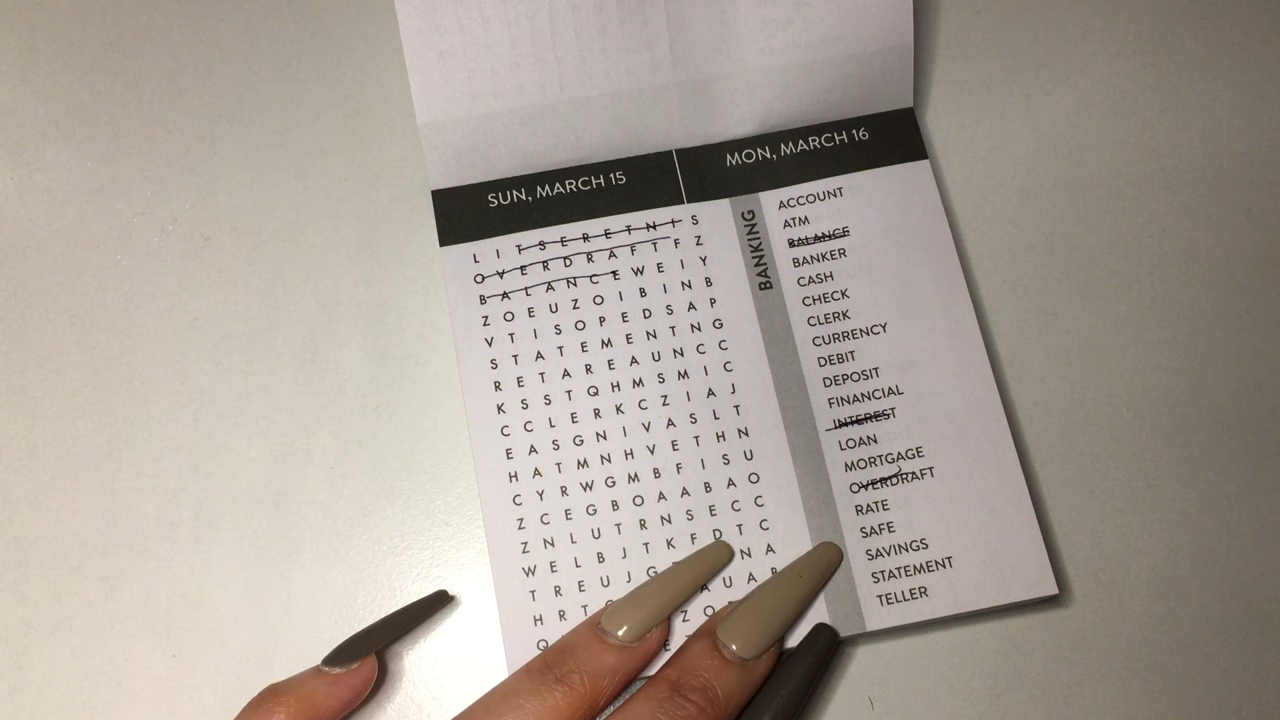 SUN, MARCH 15
MON, MARCH 16
L I T S E R E T N I S
O V E R D R A F T F Z
B A L A N C E W E I Y
Z O E U Z O I B I N B
V T I S O P E D S A P
S T A T E M E N T N G
R E T A R E A U N C C
K S S T Q H M S M I C
C C L E R K C Z I A J
E A S G N I V A S L T
H A T M N H V E T H N
C Y R W G M B F I S U
Z C E G B O A A B A O
Z N L U T R N S E C C
W E L B J T K F D T C
T R E U J G N A
H R T A U A R
Q Z O
E
BANKING
ACCOUNT
ATM
BALANCE
BANKER
CASH
CHECK
CLERK
CURRENCY
DEBIT
DEPOSIT
FINANCIAL
INTEREST
LOAN
MORTGAGE
OVERDRAFT
RATE
SAFE
SAVINGS
STATEMENT
TELLER